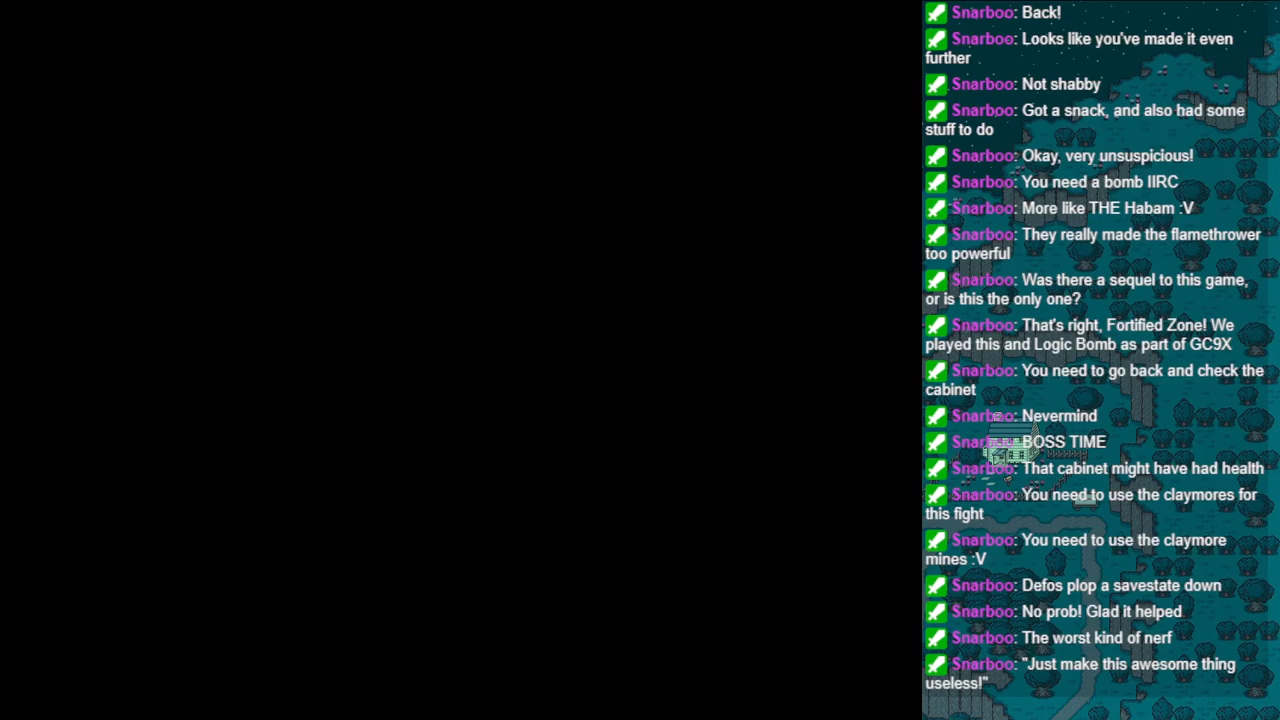 Snarboo: Back!
Snarboo: Looks like you've made it even
further
Snarboo: Not shabby
Snarboo: Got a snack, and also had some
stuff to do
Snarboo: Okay, very unsuspicious!
Snarboo: You need a bomb IIRC
Snarboo: More like THE Habam :V
Snarboo: They really made the flamethrower
too powerful
Snarboo: Was there a sequel to this game,
or is this the only one?
Snarboo: That's right, Fortified Zone! We
played this and Logic Bomb as part of GC9X
Snarboo: You need to go back and check the
cabinet
Snarboo: Nevermind
Snarboo: BOSS TIME
Snarboo: That cabinet might have had health
Snarboo: You need to use the claymores for
this fight
Snarboo: You need to use the claymore
mines :V
Snarboo: Defos plop a savestate down
Snarboo: No prob! Glad it helped
Snarboo: The worst kind of nerf
Snarboo: "Just make this awesome thing
useless!"